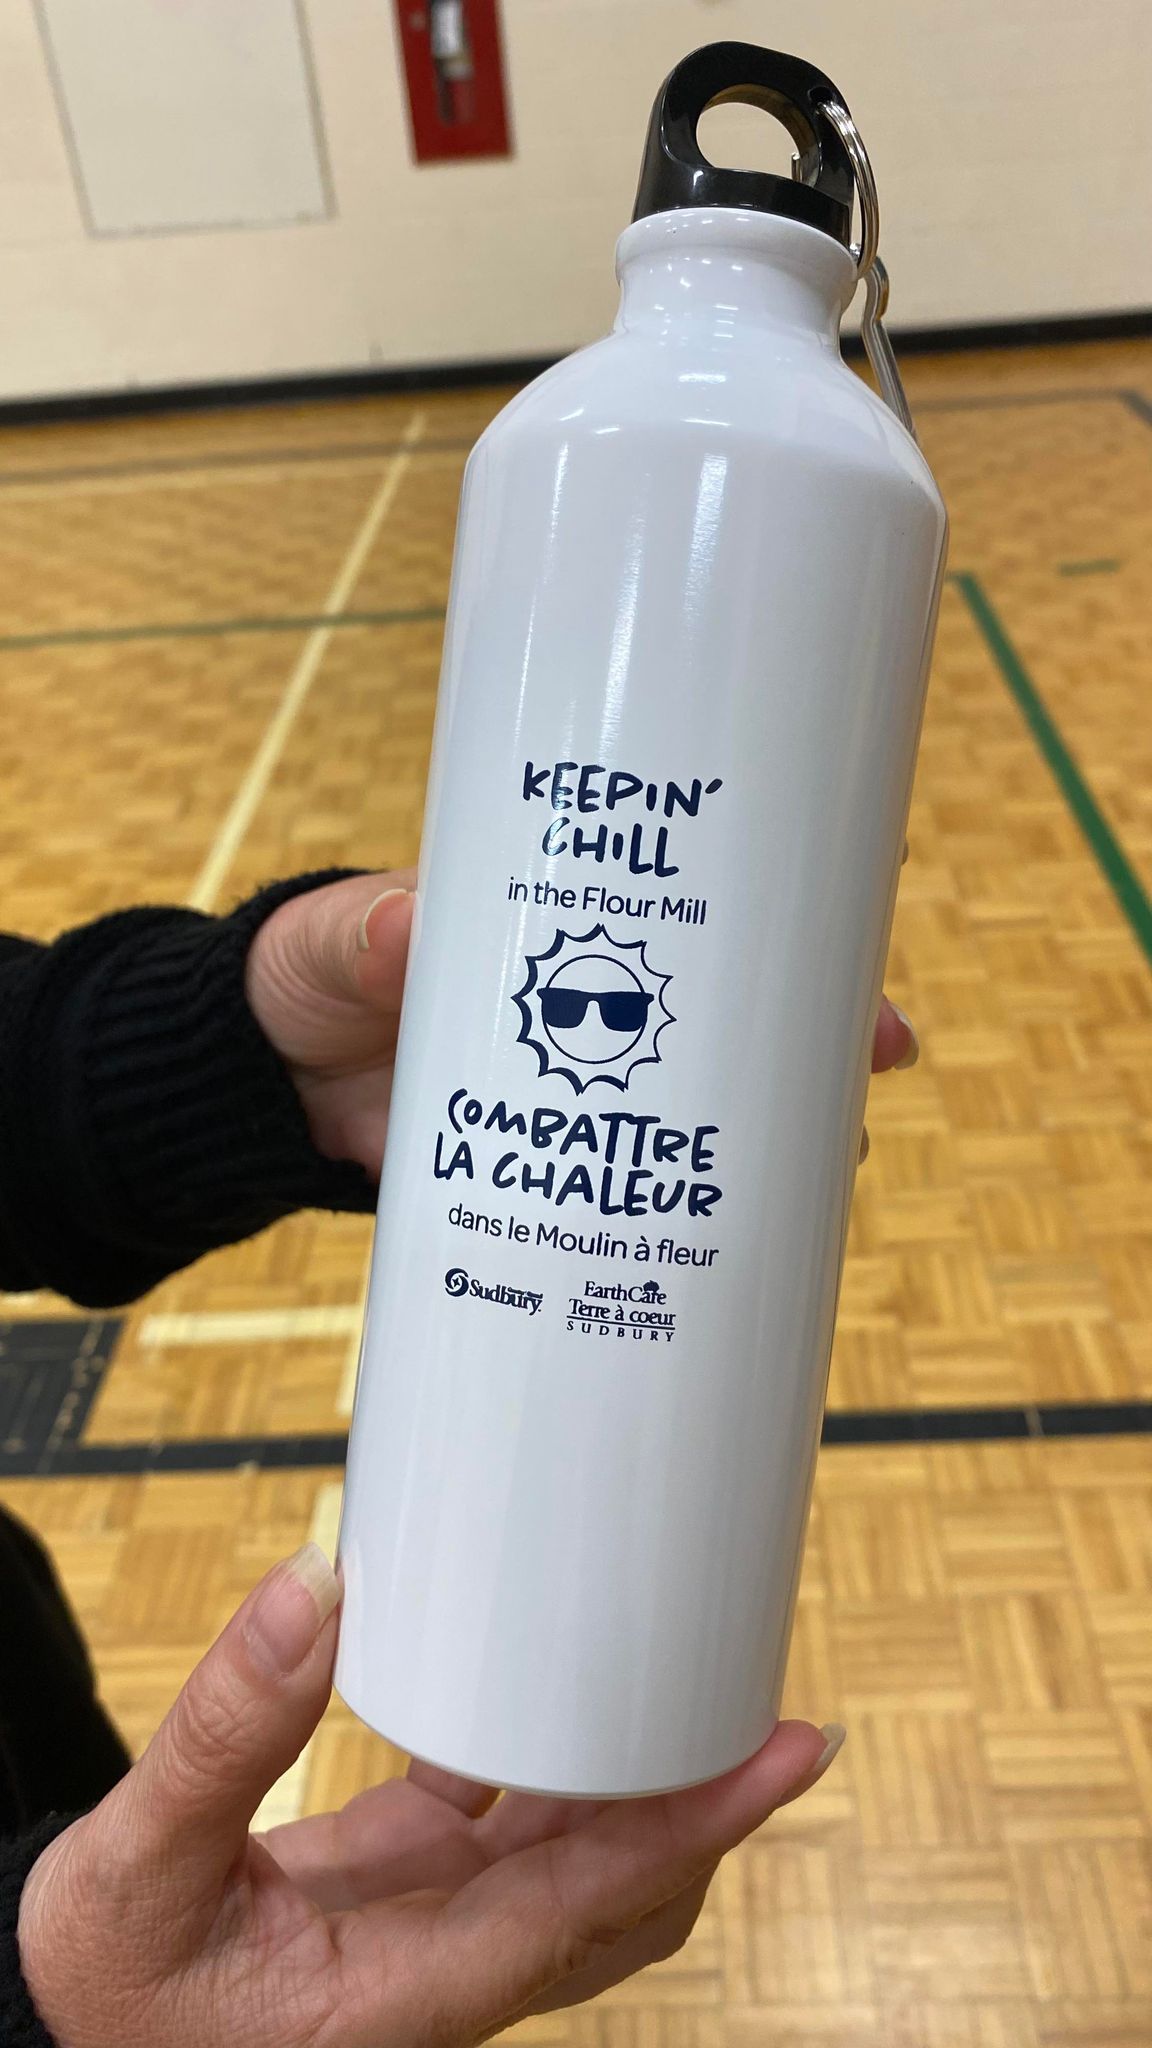 KEEPIN'
CHILL
in the Flour Mill
COMBATTRE
LA CHALEUR
dans le Moulin à fleur
Sudbury
EarthCare
Terre à coeur
SUDBURY